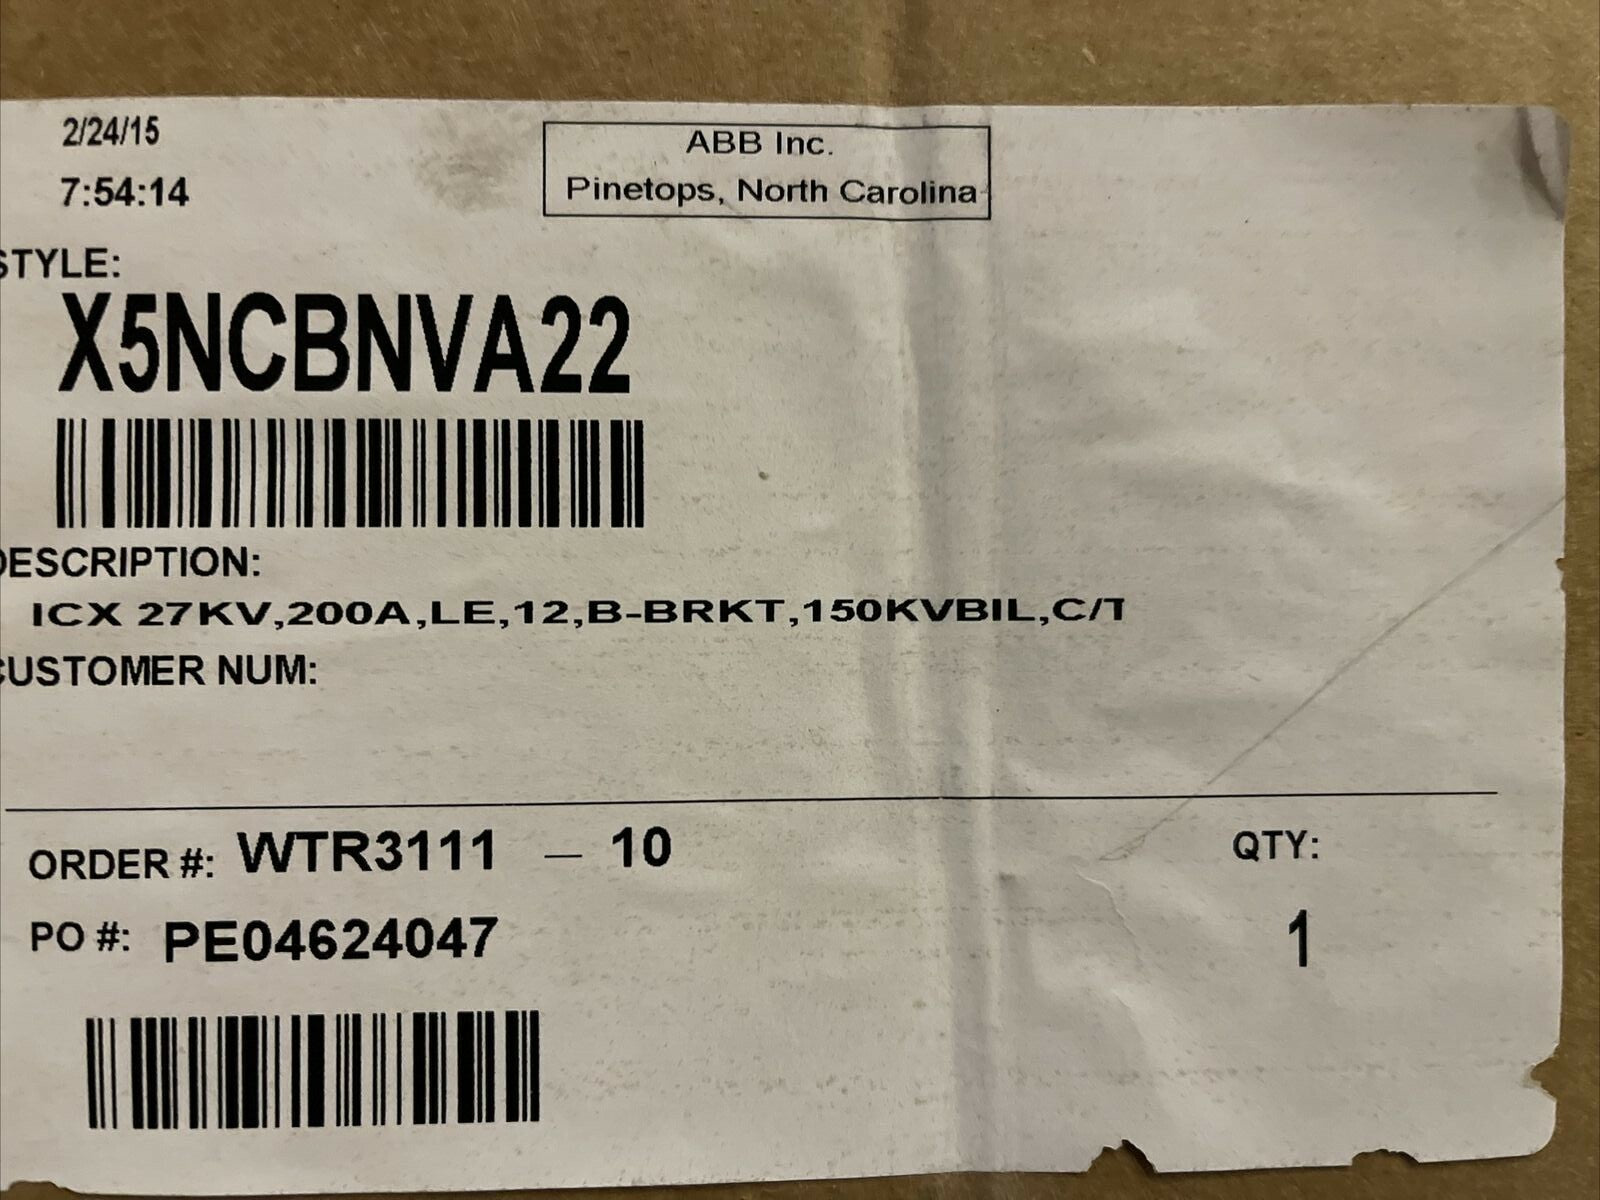 2/24/15
ABB Inc.
7:54:14
Pinetops, North Carolina
STYLE:
X5NCBNVA22
DESCRIPTION:
ICX 27KV,200A,LE,12,B-BRKT,150KVBIL,C/T
CUSTOMER NUM:
ORDER #: WTR3111 — 10
QTY:
PO #: PE04624047
1